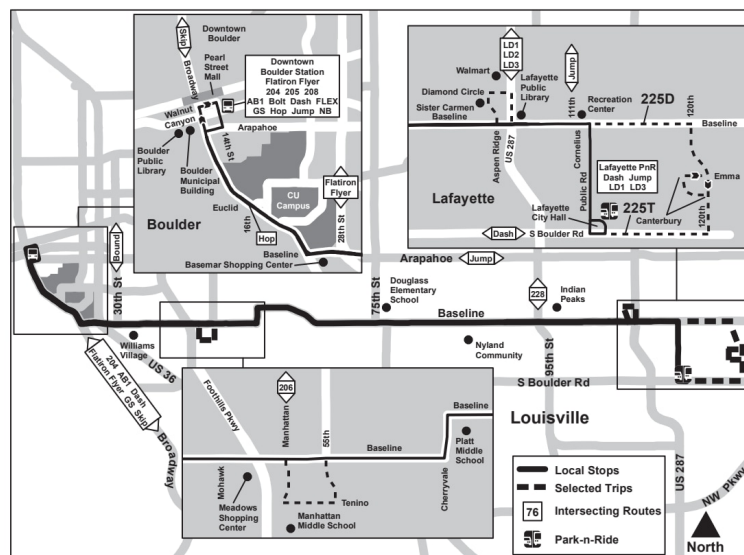 Skip
Broadway
Downtown
Boulder
Pearl
Street
Mall
Downtown
Boulder Station
Flatiron Flyer
204 205 208
AB1 Bolt Dash FLEX
GS Hop Jump NB
Walnut
Canyon
Arapahoe
14th St
Boulder
Public
Library
Boulder
Municipal
Building
CU
Campus
Flatiron
Flyer
28th St
Euclid
16th
Hop
Boulder
Baseline
Basemar Shopping Center
LD1
LD2
LD3
Jump
Walmart
Lafayette
Public
Library
Diamond Circle
Sister Carmen
Baseline
111th
Recreation
Center
225D
120th
Baseline
Aspen Ridge
US 287
Cornelius
Public Rd
Lafayette PnR
Dash Jump
LD1 LD3
Emma
Lafayette
Lafayette
City Hall
225T
120th
Canterbury
Dash
S Boulder Rd
Arapahoe
Jump
Bound
30th St
75th St
Douglass
Elementary
School
228
Indian
Peaks
Baseline
Williams
Village
US 36
Nyland
Community
95th St
S Boulder Rd
204 AB1 Dash
Flatiron Flyer GS Skip
Broadway
Foothills Pkwy
206
Manhattan
55th
Baseline
Baseline
Platt
Middle
School
Cherryvale
Mohawk
Meadows
Shopping
Center
Tenino
Manhattan
Middle School
Louisville
US 287
NW Pkwy
Local Stops
Selected Trips
76
Intersecting Routes
Park-n-Ride
North